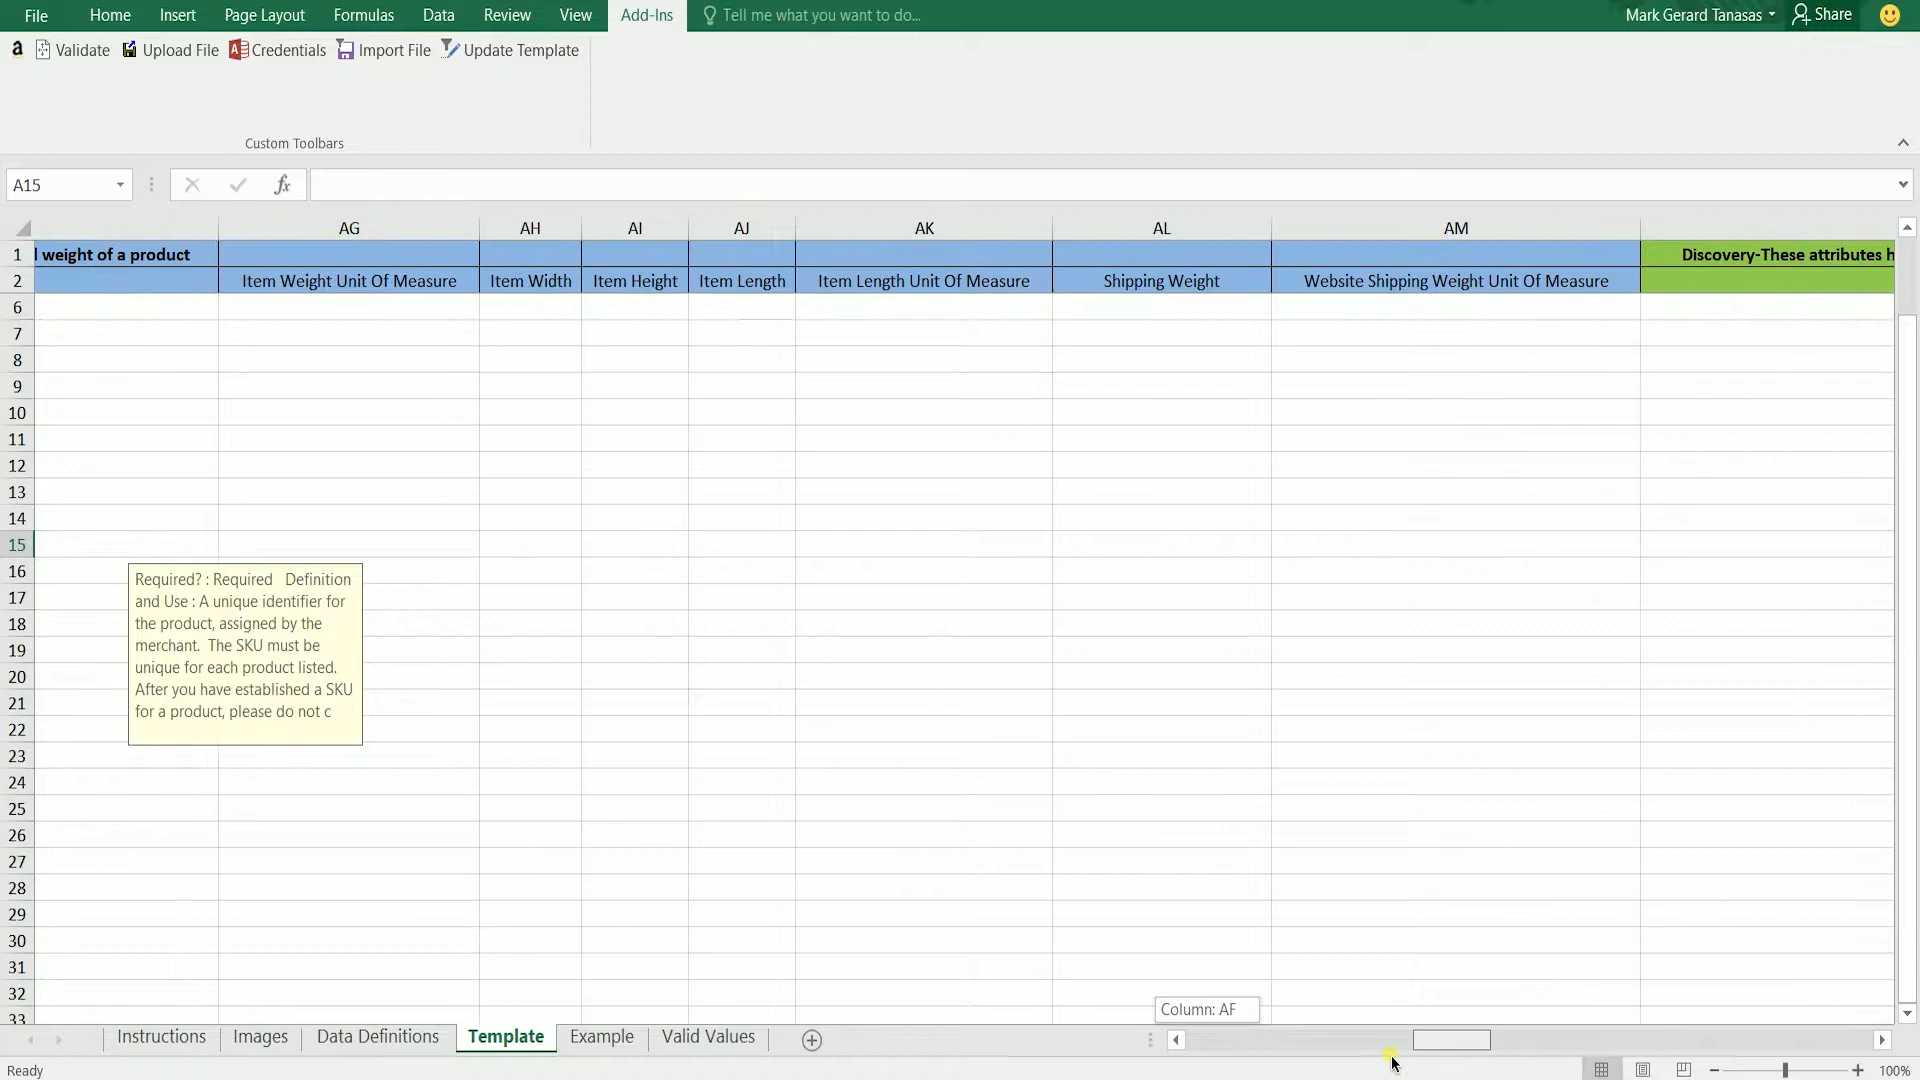 File Home Insert Page Layout Formulas Data Review View Add-Ins Tell me what you want to do... Mark Gerard Tanasas Share
a Validate Upload File Credentials Import File Update Template
Custom Toolbars
A15 fx
AG AH AI AJ AK AL AM
1 weight of a product Discovery-These attributes h
2 Item Weight Unit Of Measure Item Width Item Height Item Length Item Length Unit Of Measure Shipping Weight Website Shipping Weight Unit Of Measure
6
7
8
9
10
11
12
13
14
15
16
17
18
19
20
21
22
23
24
25
26
27
28
29
30
31
32
33
Required? : Required Definition
and Use : A unique identifier for
the product, assigned by the
merchant. The SKU must be
unique for each product listed.
After you have established a SKU
for a product, please do not c
Column: AF
Instructions Images Data Definitions Template Example Valid Values
Ready 100%